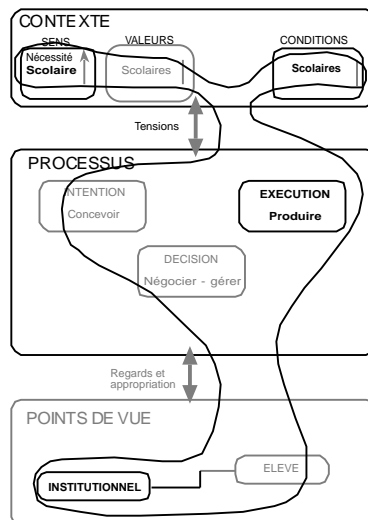 CONTEXTE
SENS VALEURS CONDITIONS
Nécessité
Scolaire Scolaires Scolaires
Tensions
PROCESSUS
INTENTION EXECUTION
Concevoir Produire
DECISION
Négocier - gérer
Regards et
appropriation
POINTS DE VUE
ELEVE
INSTITUTIONNEL